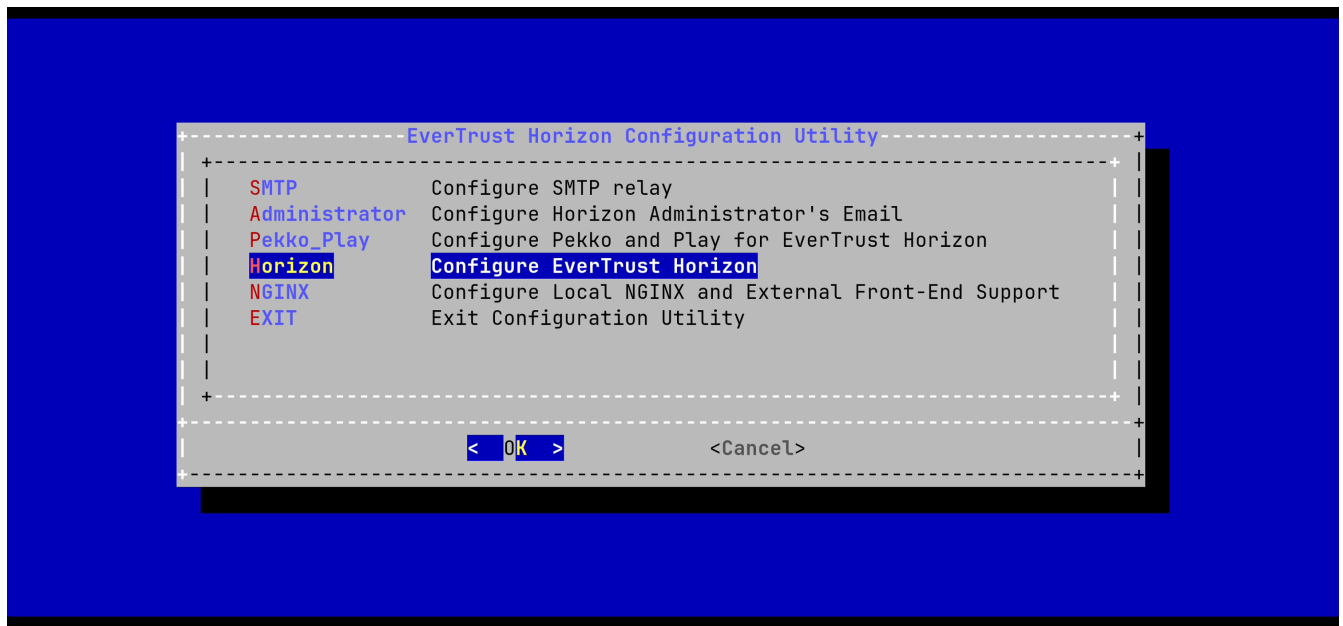 EverTrust Horizon Configuration Utility
SMTP Configure SMTP relay
Administrator Configure Horizon Administrator's Email
Pekko_Play Configure Pekko and Play for EverTrust Horizon
Horizon Configure EverTrust Horizon
NGINX Configure Local NGINX and External Front-End Support
EXIT Exit Configuration Utility
< OK > <Cancel>